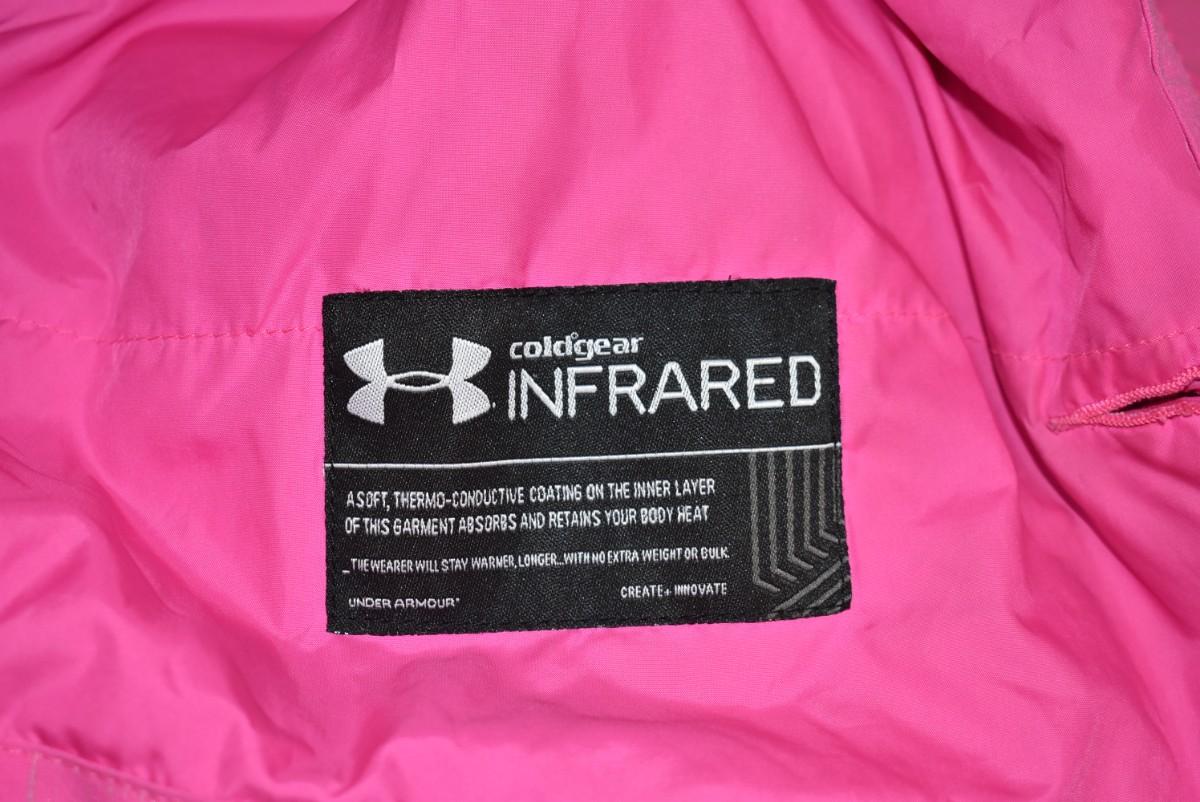 coldgear
INFRARED
A SOFT, THERMO-CONDUCTIVE COATING ON THE INNER LAYER
OF THIS GARMENT ABSORBS AND RETAINS YOUR BODY HEAT
_THE WEARER WILL STAY WARMER, LONGER...WITH NO EXTRA WEIGHT OR BULK
CREATE + INNOVATE
UNDER ARMOUR®